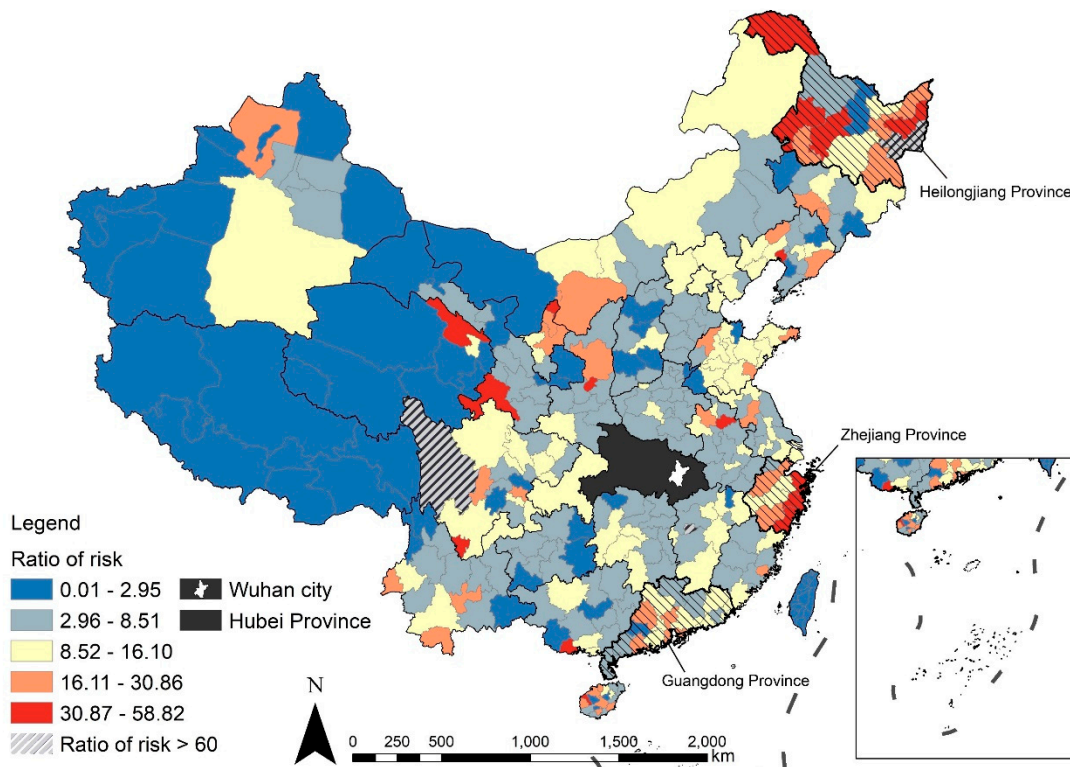 Heilongjiang Province
Zhejiang Province
Guangdong Province
Legend
Ratio of risk
0.01 - 2.95
2.96 - 8.51
8.52 - 16.10
16.11 - 30.86
30.87 - 58.82
Ratio of risk > 60
Wuhan city
Hubei Province
N
0 250 500 1,000 1,500 2,000
km